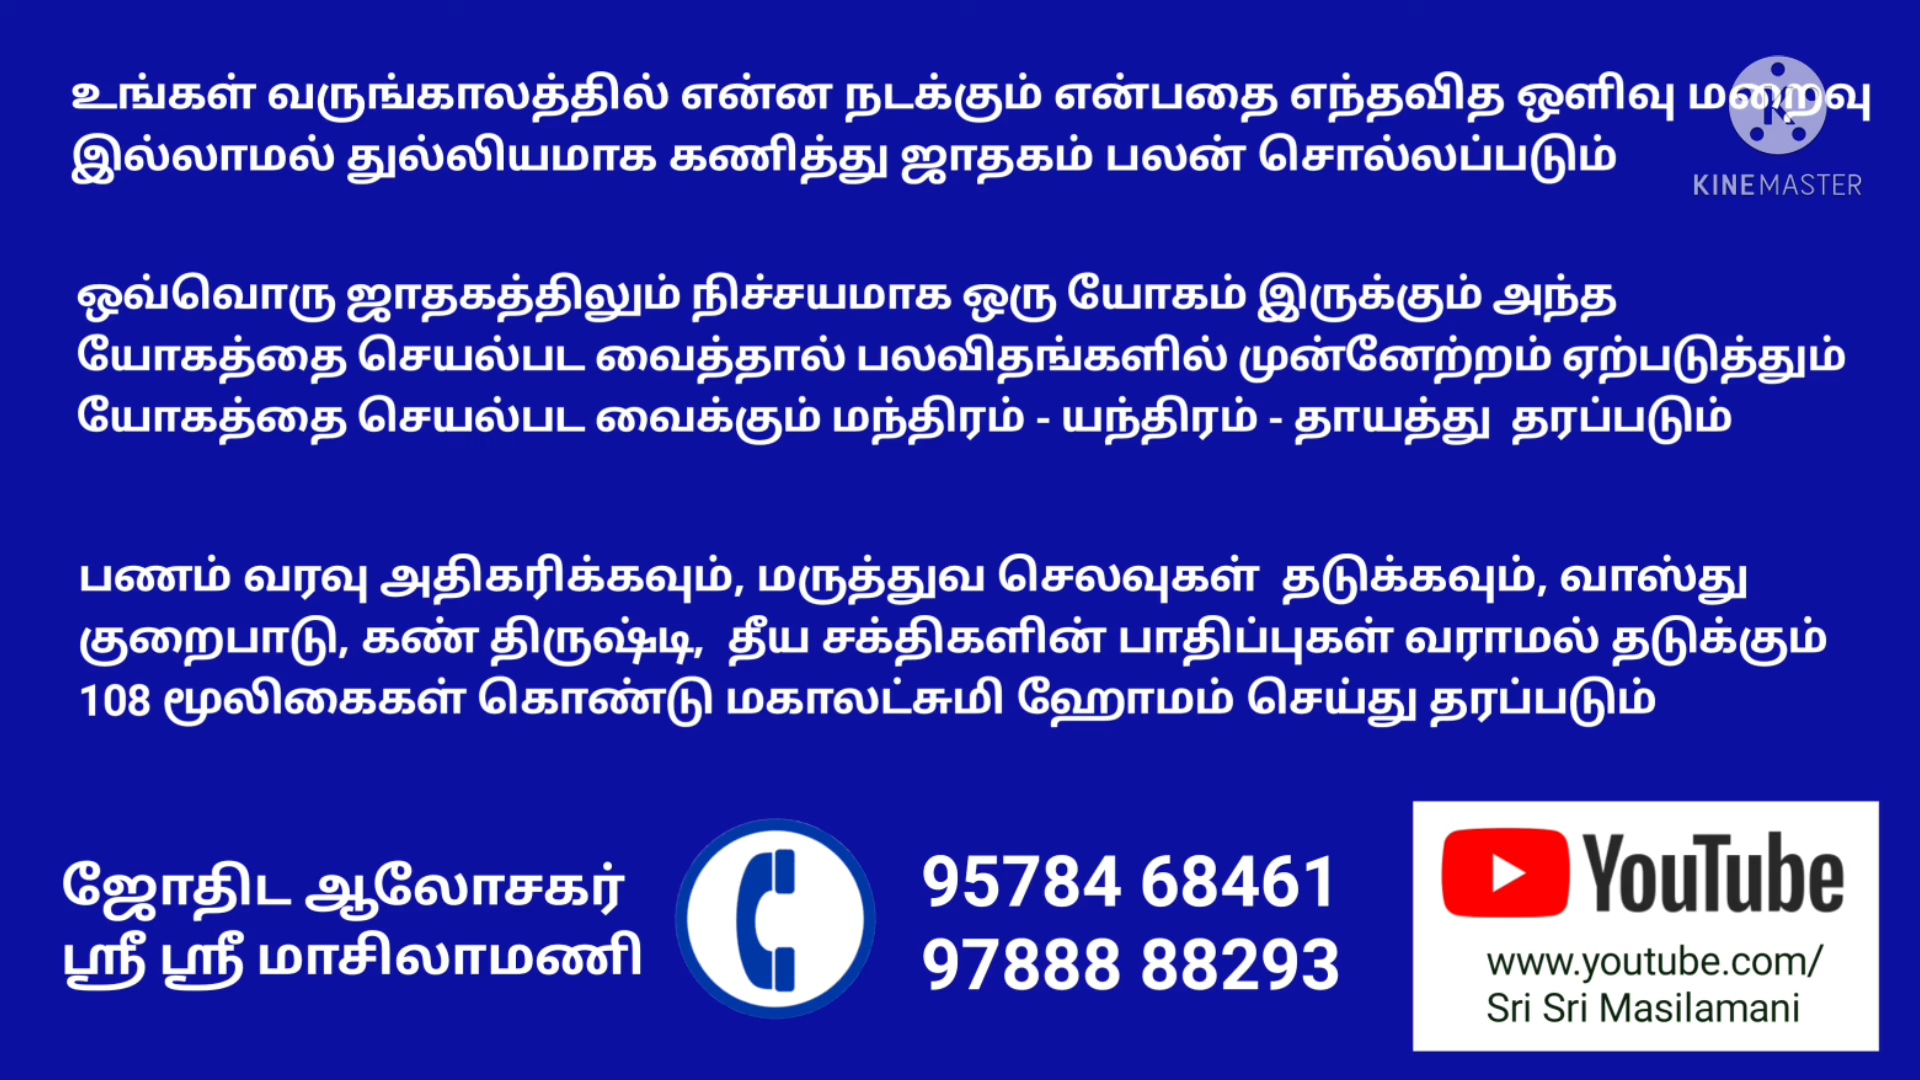 உங்கள் வருங்காலத்தில் என்ன நடக்கும் என்பதை எந்தவித ஒளிவு மறைவு
இல்லாமல் துல்லியமாக கணித்து ஜாதகம் பலன் சொல்லப்படும்
KINEMASTER
ஒவ்வொரு ஜாதகத்திலும் நிச்சயமாக ஒரு யோகம் இருக்கும் அந்த
யோகத்தை செயல்பட வைத்தால் பலவிதங்களில் முன்னேற்றம் ஏற்படுத்தும்
யோகத்தை செயல்பட வைக்கும் மந்திரம் - யந்திரம் - தாயத்து தரப்படும்
பணம் வரவு அதிகரிக்கவும், மருத்துவ செலவுகள் தடுக்கவும், வாஸ்து
குறைபாடு, கண் திருஷ்டி, தீய சக்திகளின் பாதிப்புகள் வராமல் தடுக்கும்
108 மூலிகைகள் கொண்டு மகாலட்சுமி ஹோமம் செய்து தரப்படும்
ஜோதிட ஆலோசகர்
ஸ்ரீ ஸ்ரீ மாசிலாமணி
95784 68461
97888 88293
YouTube
www.youtube.com/
Sri Sri Masilamani